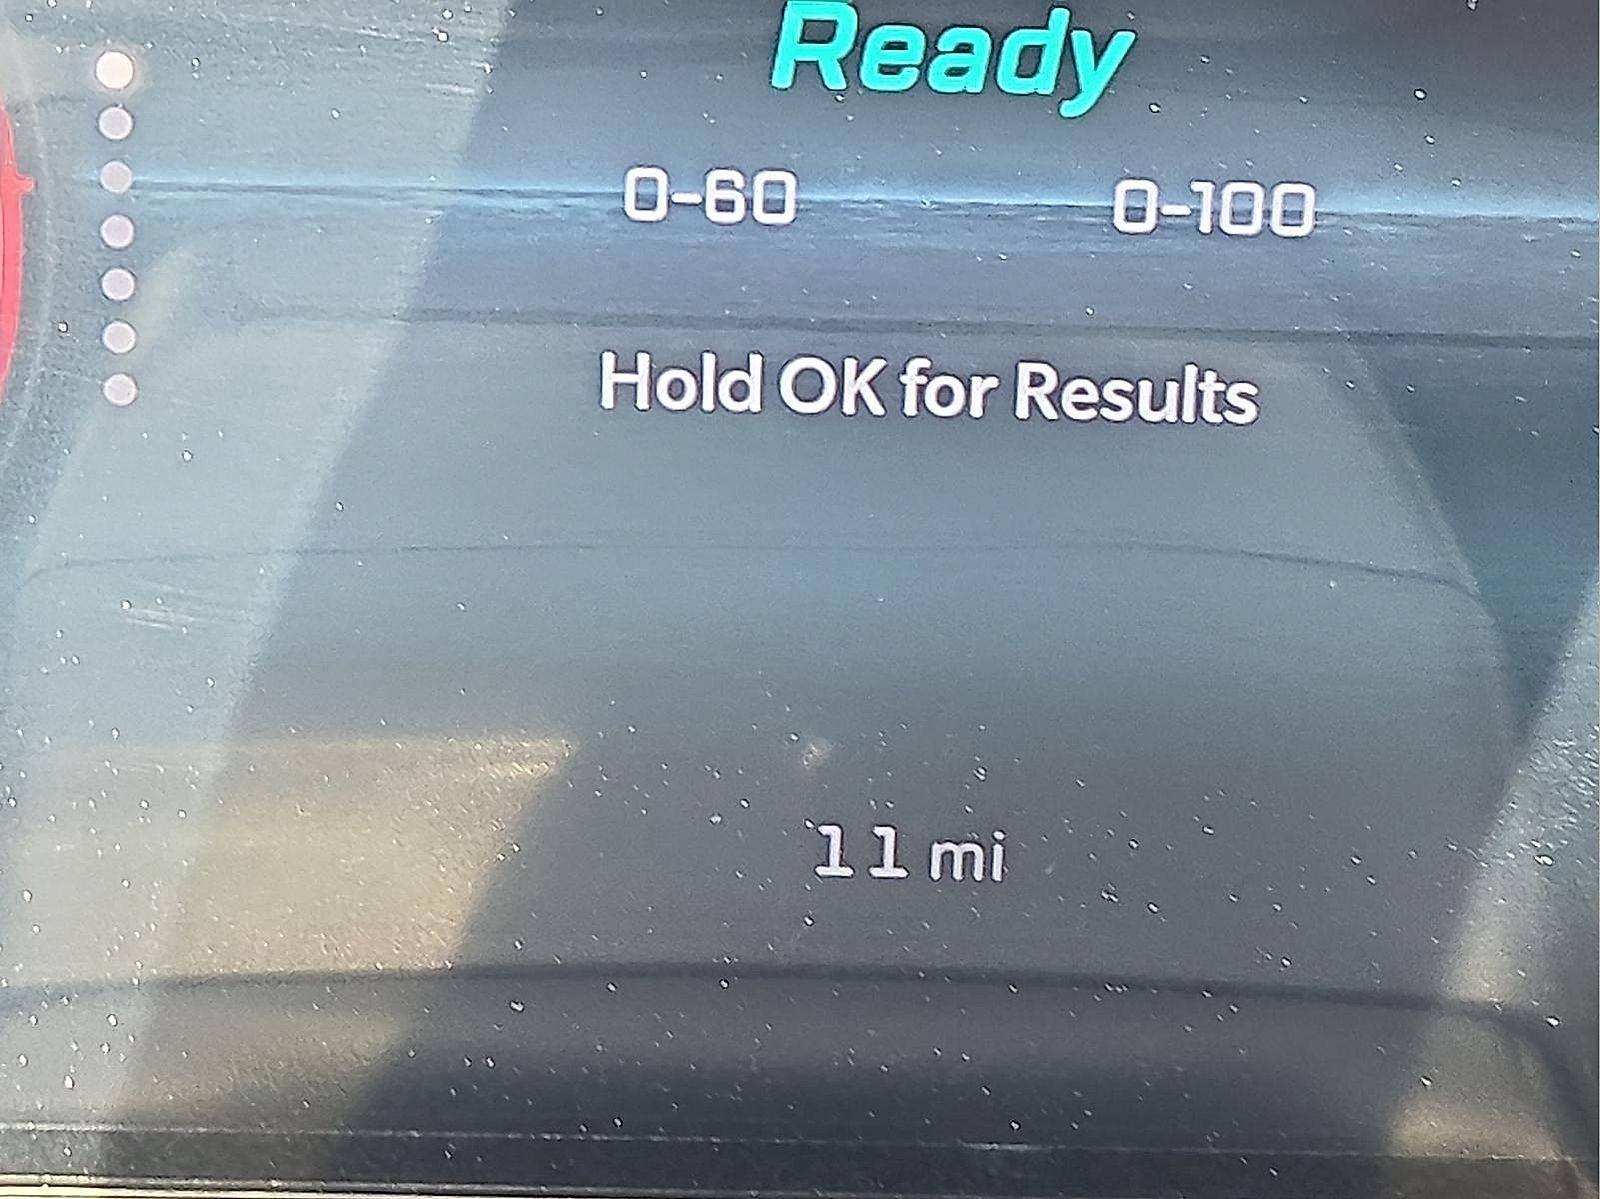 Ready
0-60 0-100
Hold OK for Results
11 mi